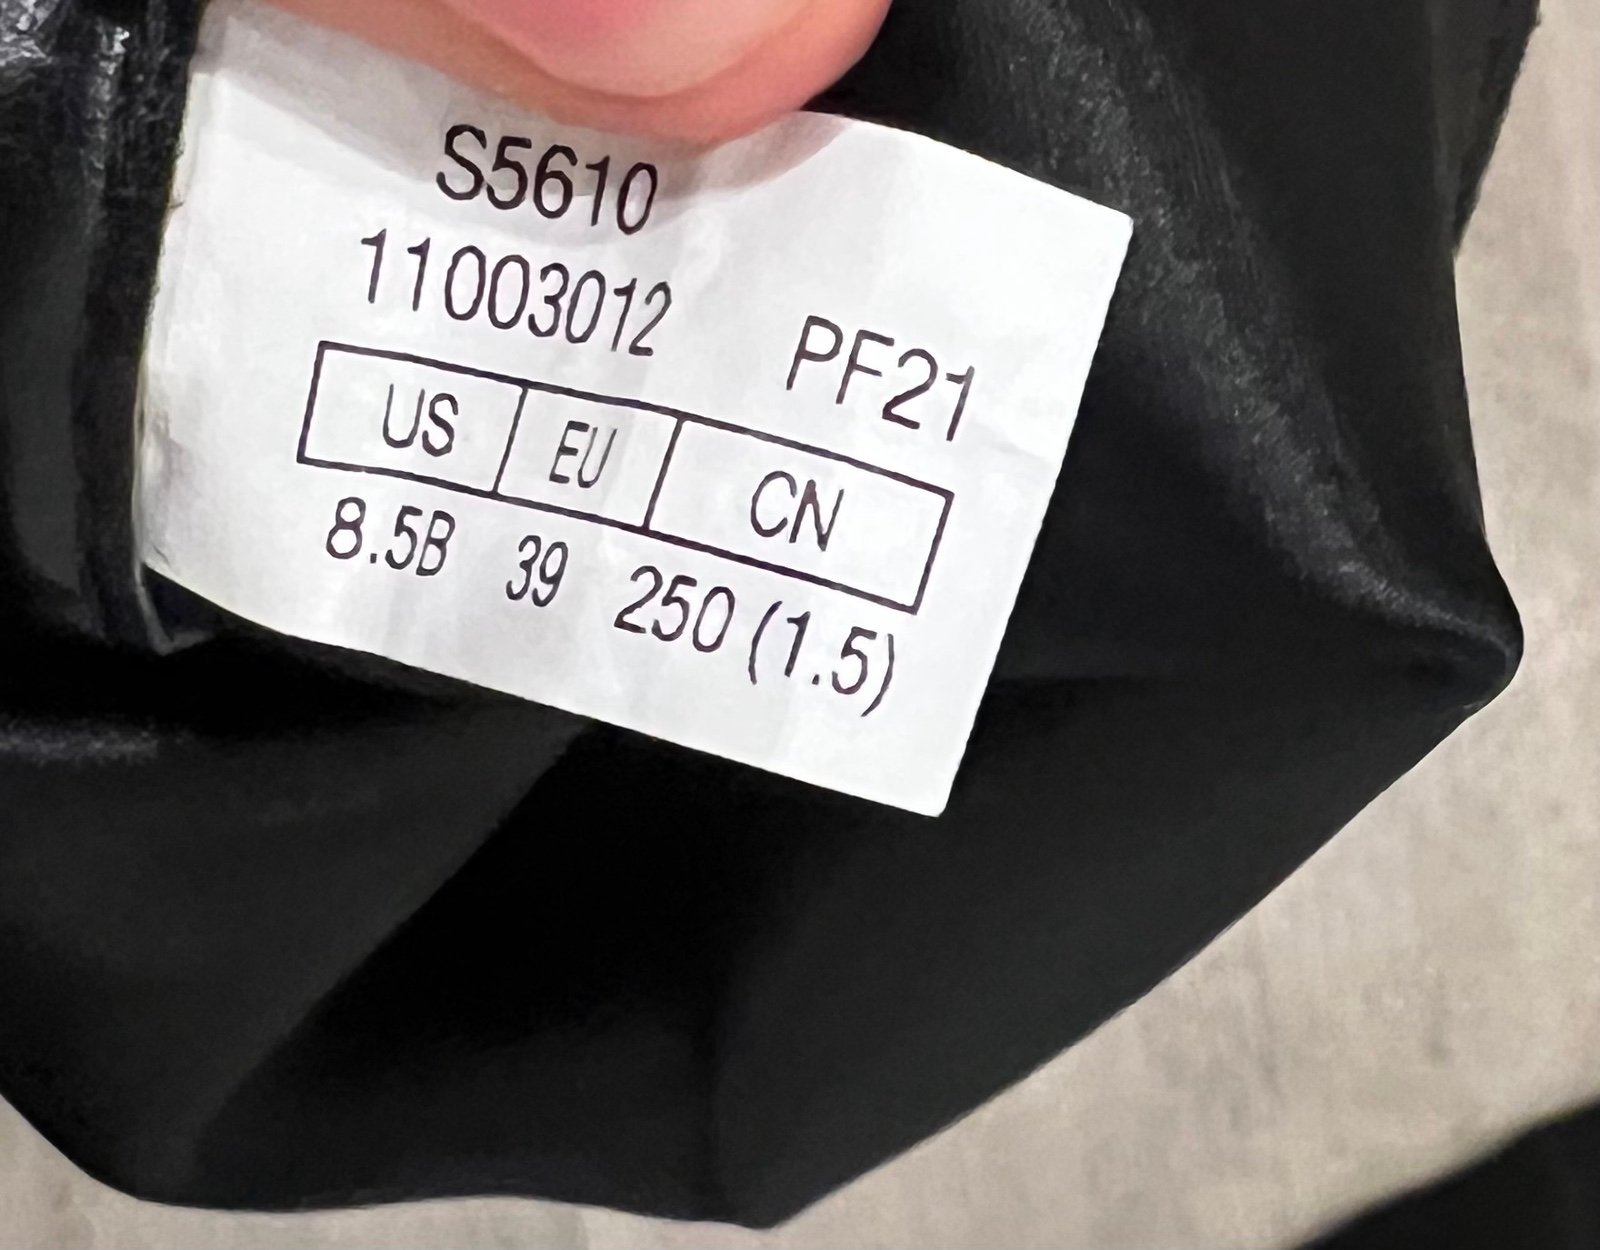 S5610
11003012 PF21
US EU CN
8.5B 39 250 (1.5)